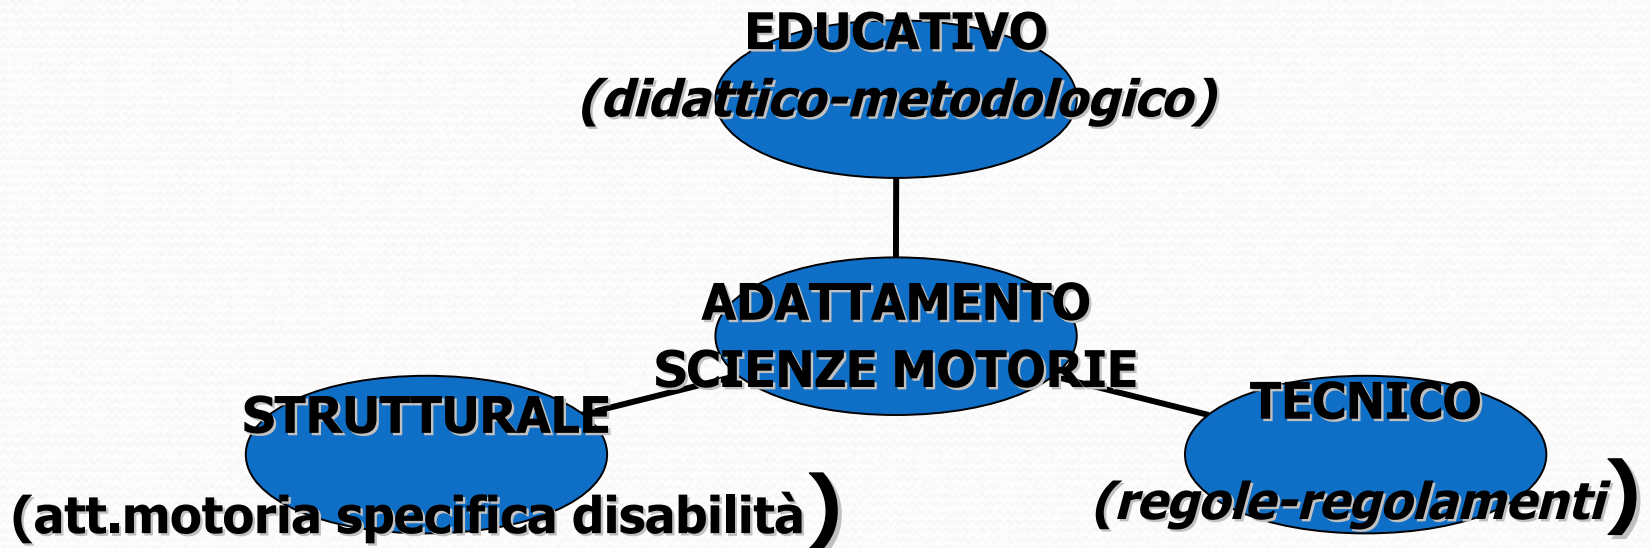 EDUCATIVO
(didattico-metodologico)
ADATTAMENTO
SCIENZE MOTORIE
STRUTTURALE
(att.motoria specifica disabilità)
TECNICO
(regole-regolamenti)